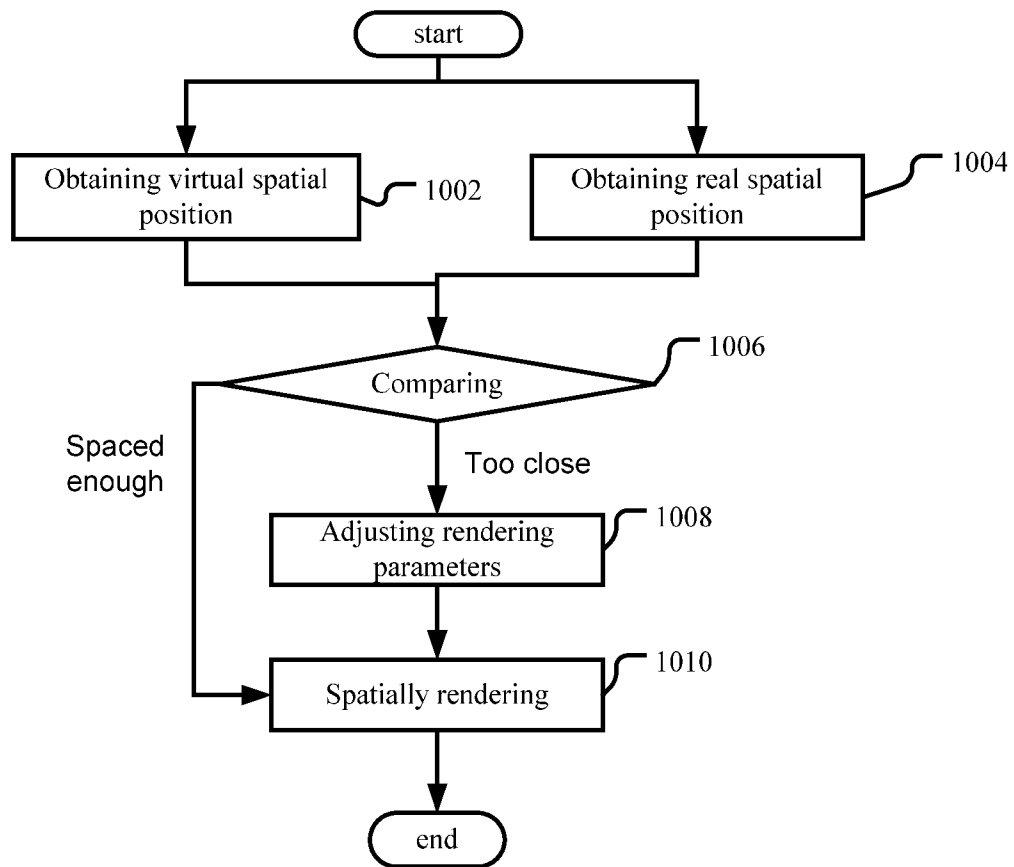 start
Obtaining virtual spatial
position
1002
Obtaining real spatial
position
1004
Comparing
1006
Spaced
enough
Too close
Adjusting rendering
parameters
1008
Spatially rendering
1010
end